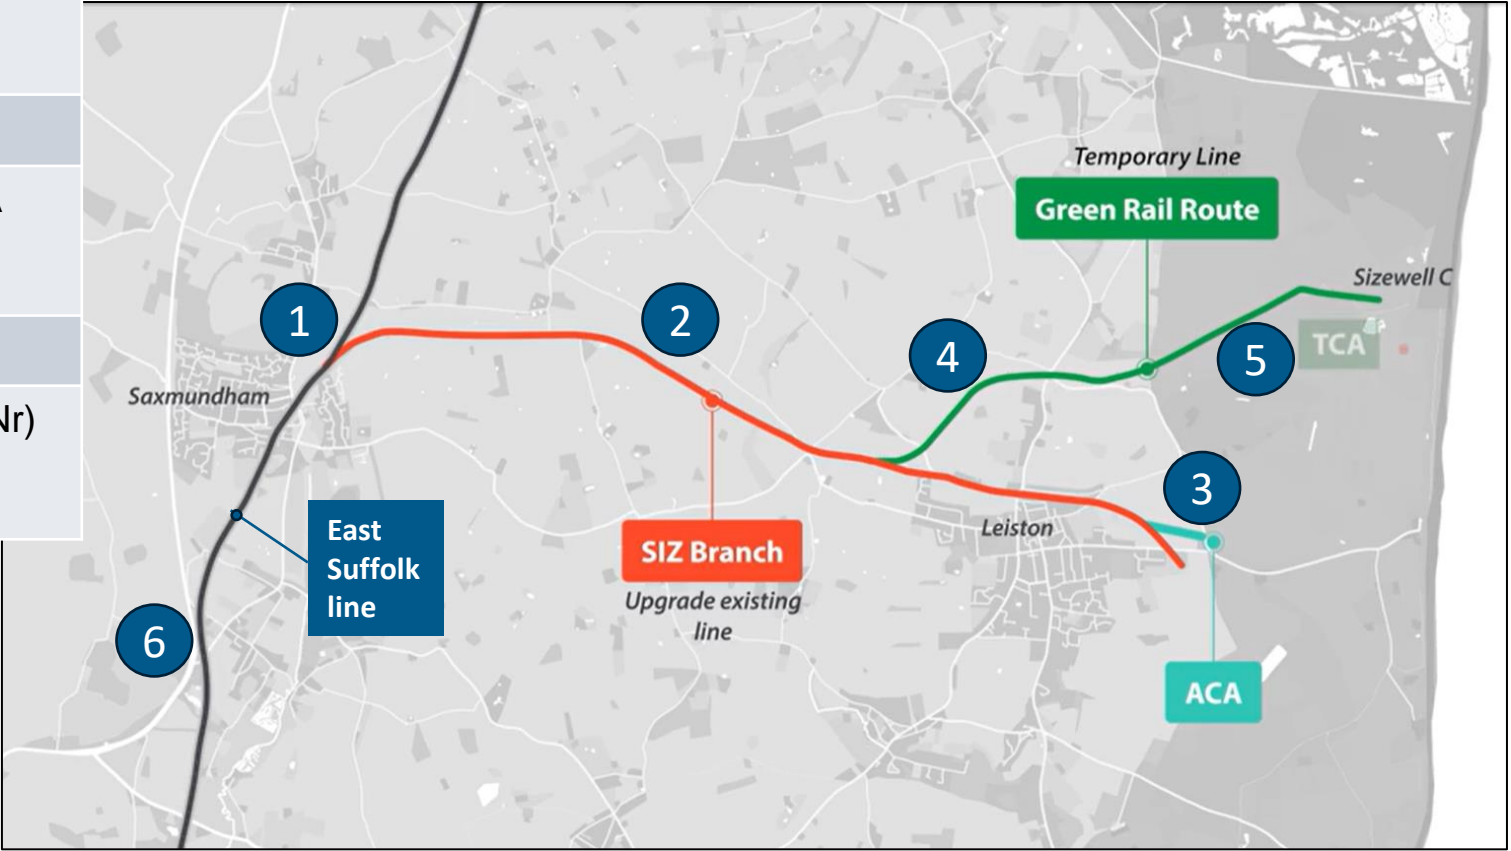 Nr)
Temporary Line
Green Rail Route
Sizewell C
TCA
1
2
4
5
Saxmundham
3
East
Suffolk
line
SIZ Branch
Upgrade existing
line
Leiston
6
ACA